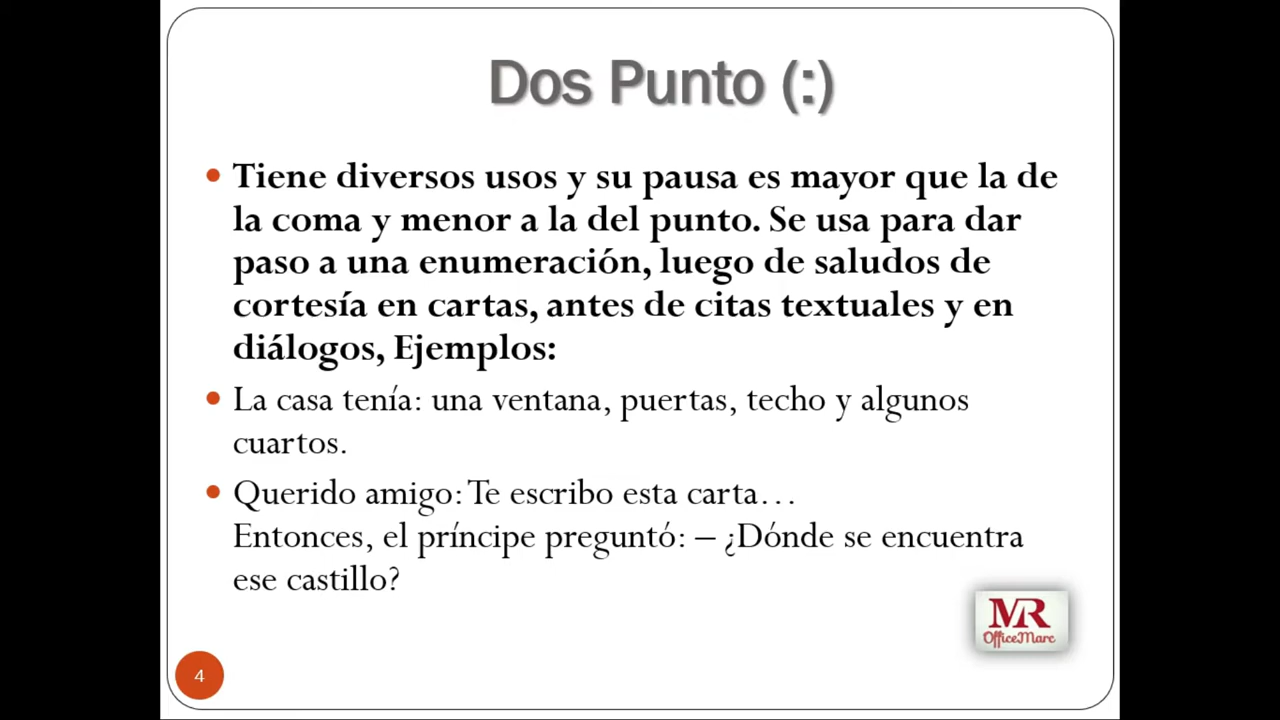 Dos Punto (:)
Tiene diversos usos y su pausa es mayor que la de
la coma y menor a la del punto. Se usa para dar
paso a una enumeración, luego de saludos de
cortesía en cartas, antes de citas textuales y en
diálogos, Ejemplos:
La casa tenía: una ventana, puertas, techo y algunos
cuartos.
Querido amigo: Te escribo esta carta…
Entonces, el príncipe preguntó: – ¿Dónde se encuentra
ese castillo?
MR
OfficeMarc
4